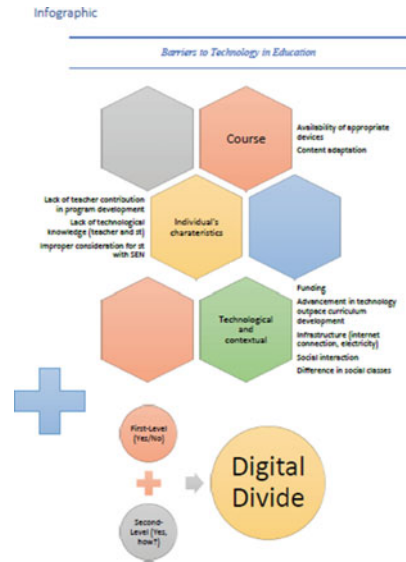 Infographic
Barriers to Technology in Education
Course
Availability of appropriate
devices
Content adaptation
Lack of teacher contribution
in program development
Lack of technological
knowledge (teacher and st)
Improper consideration for st
with SEN
Individual's
charateristics
Technological
and
contextual
Funding
Advancement in technology
outpace curriculum
development
Infrastructure (internet
connection, electricity)
Social interaction
Difference in social classes
First-Level
(Yes/No)
Second-
Level (Yes,
how?)
Digital
Divide